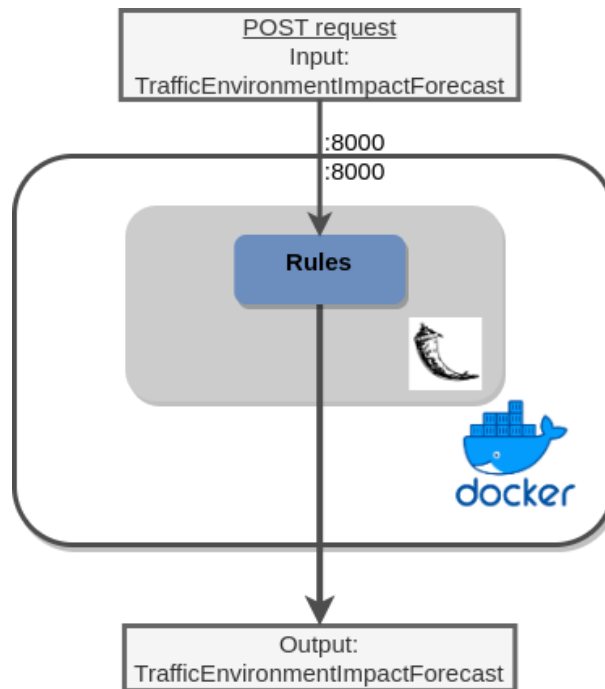 POST request
Input:
TrafficEnvironmentImpactForecast
:8000
:8000
Rules
docker
Output:
TrafficEnvironmentImpactForecast